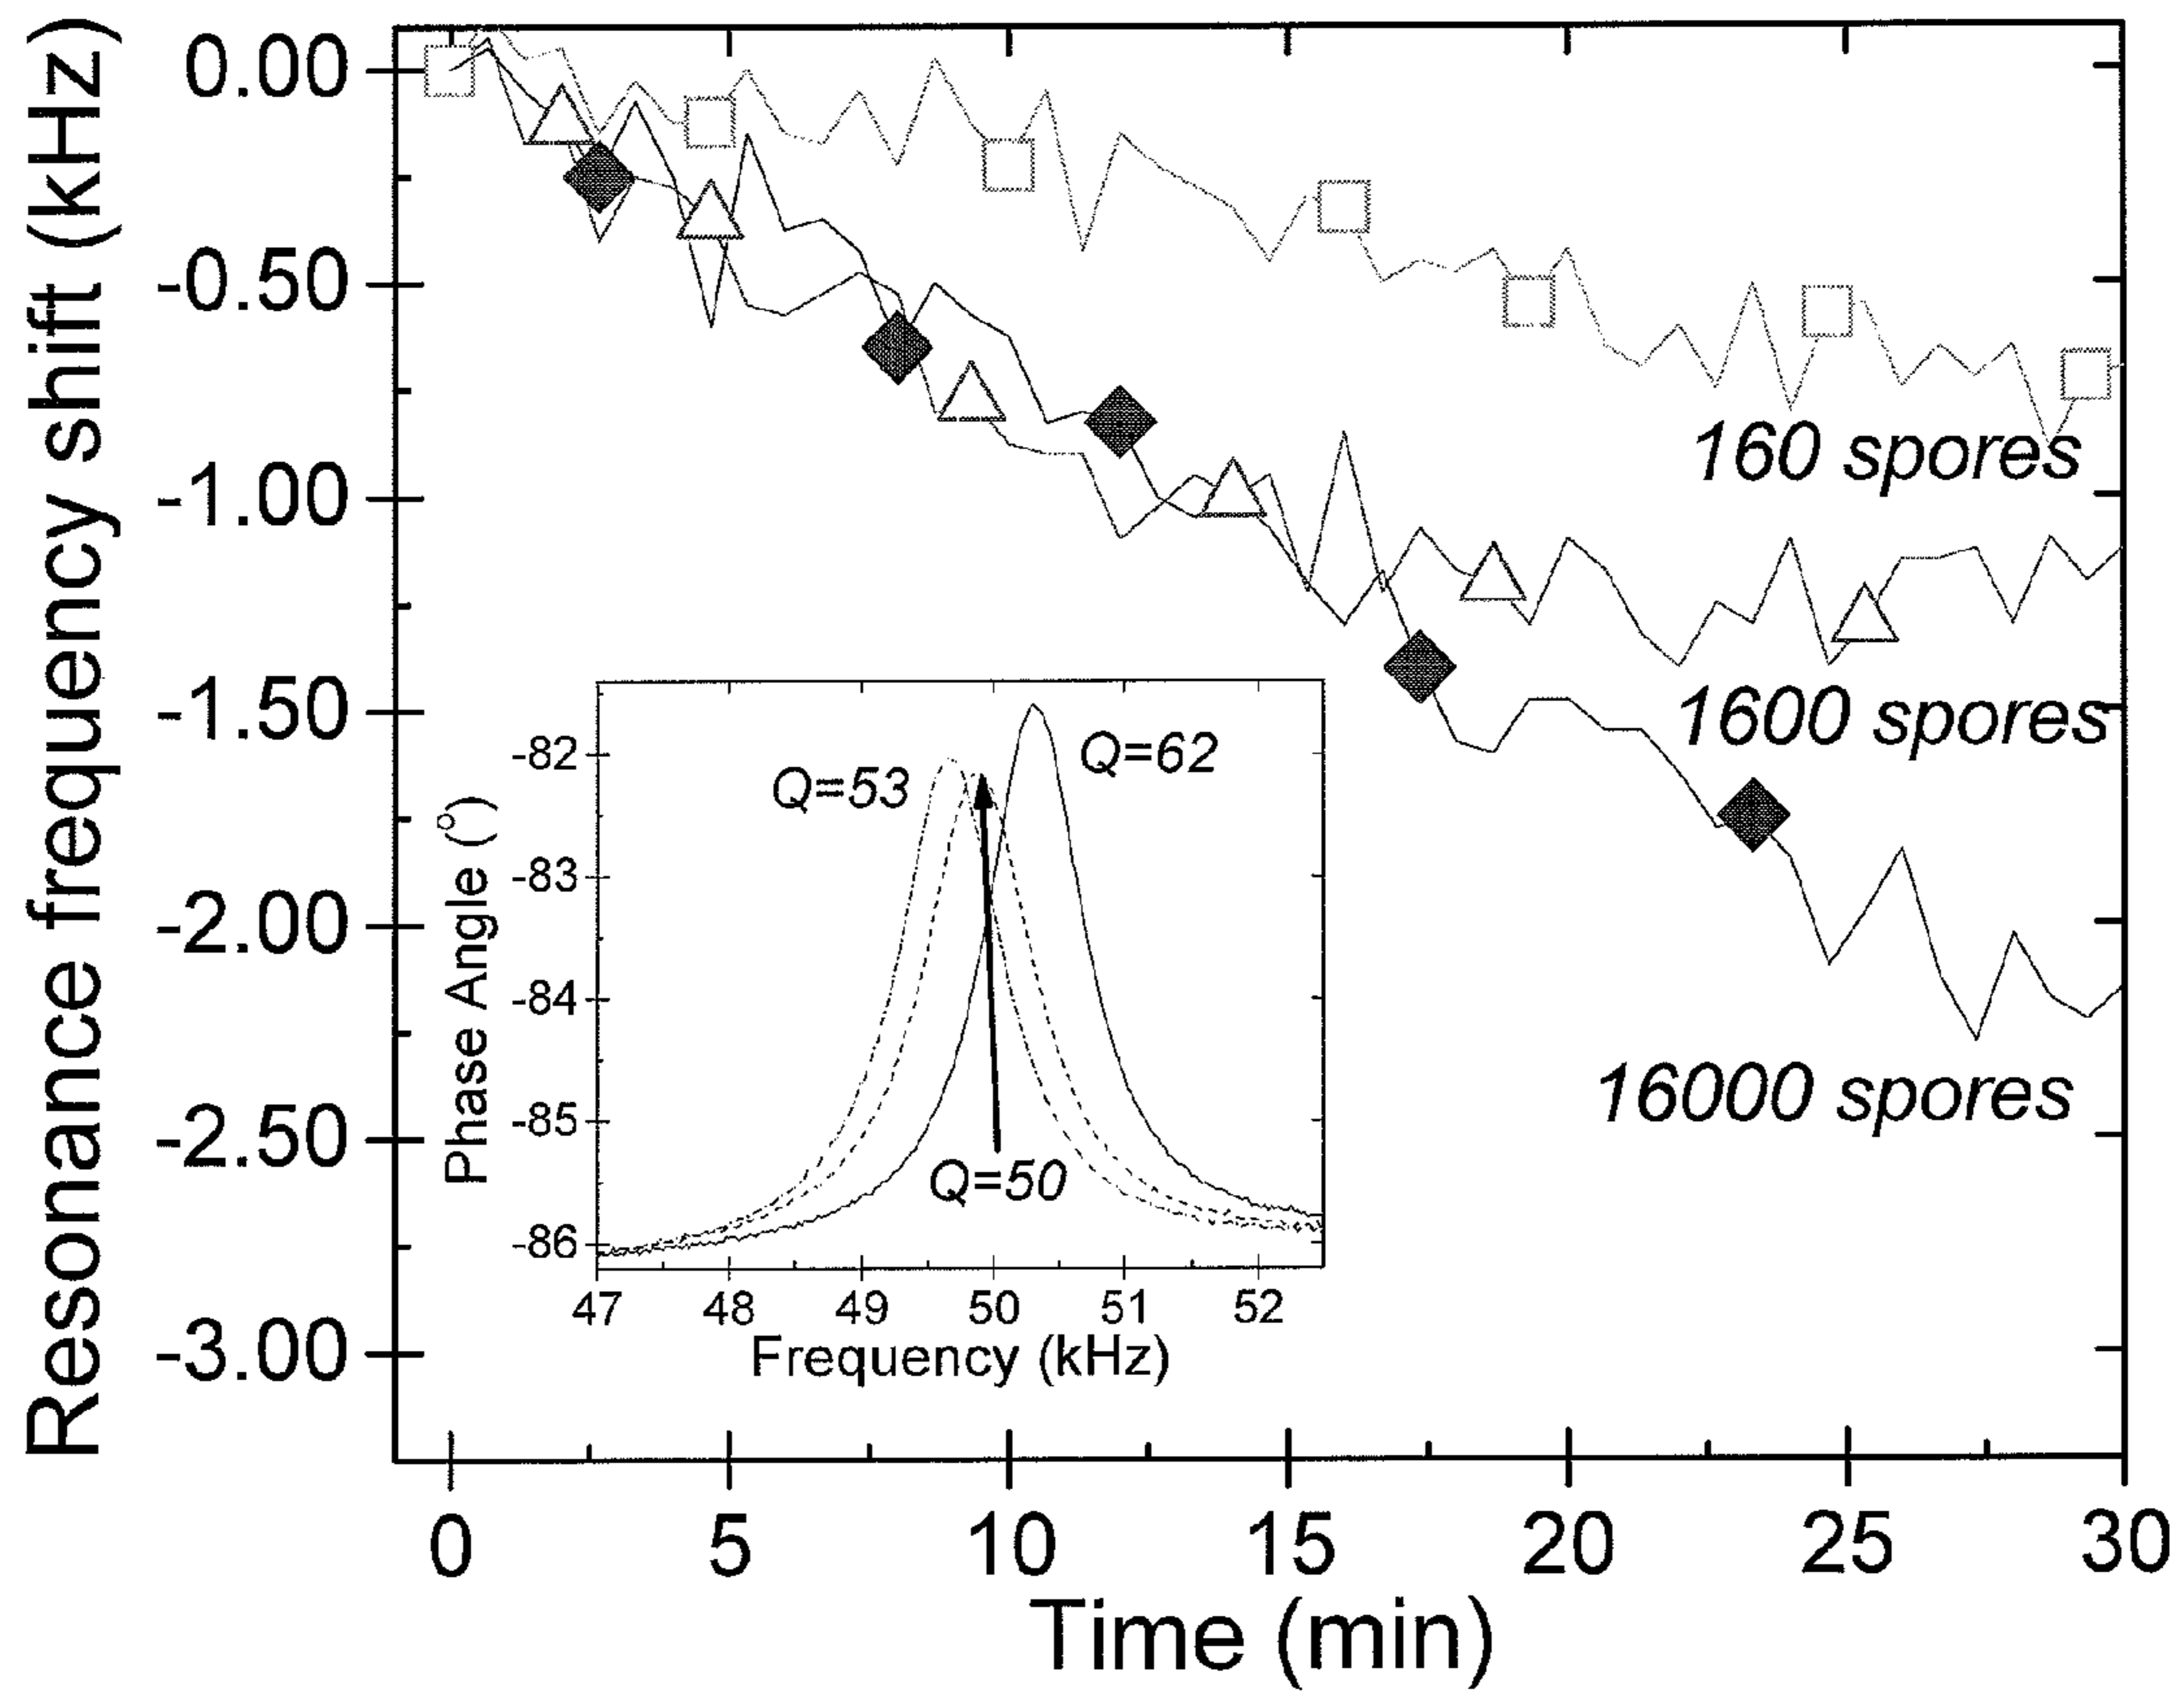 Resonance frequency shift (kHz)
0.00
-0.50
-1.00
-1.50
-2.00
-2.50
-3.00
160 spores
1600 spores
16000 spores
Phase Angle (°)
-82
-83
-84
-85
-86
Q=53
Q=62
Q=50
47 48 49 50 51 52
Frequency (kHz)
0 5 10 15 20 25 30
Time (min)